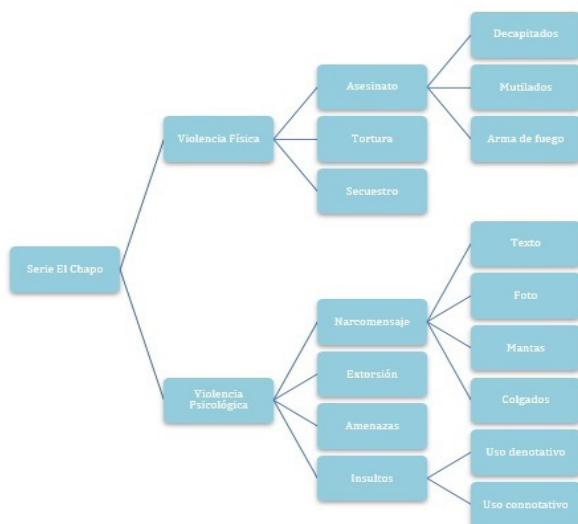 Serie El Chapo
Violencia Física
Asesinato
Decapitados
Mutilados
Arma de fuego
Tortura
Secuestro
Violencia
Psicológica
Narcomensaje
Texto
Foto
Mantas
Colgados
Extorsión
Amenazas
Insultos
Uso denotativo
Uso connotativo